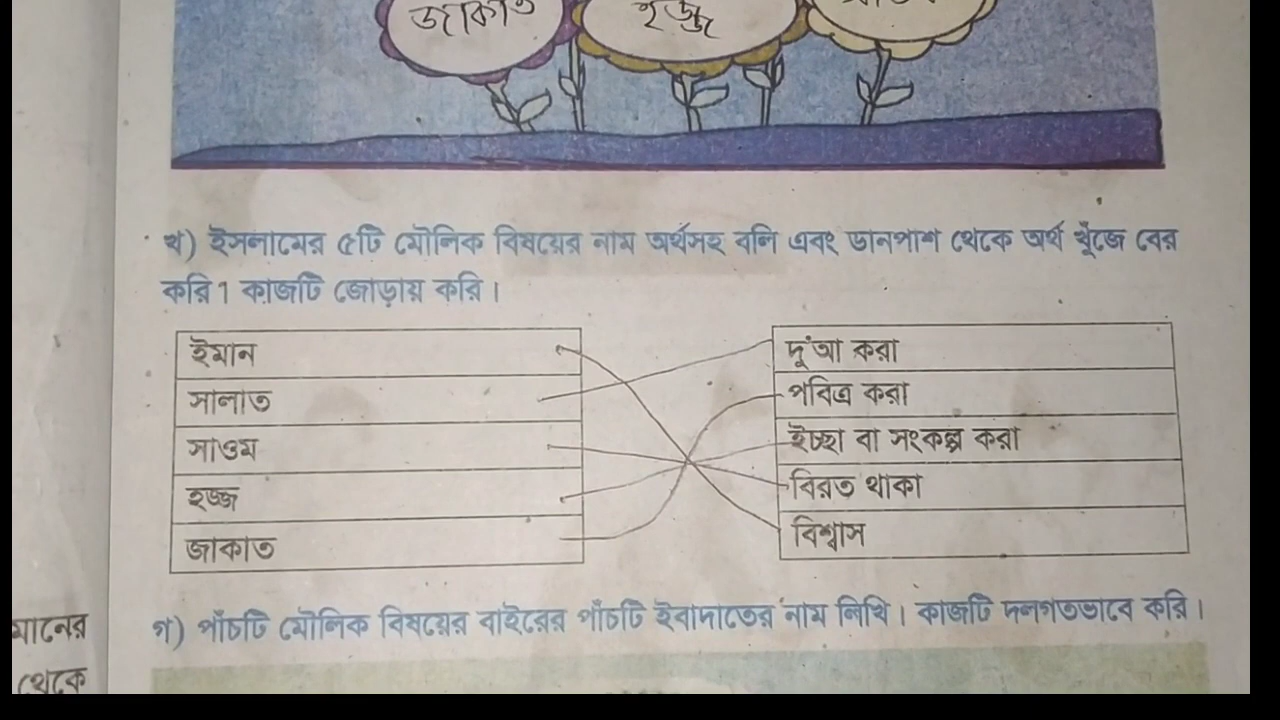 জাকাত
হজ্জ
খ) ইসলামের ৫টি মৌলিক বিষয়ের নাম অর্থসহ বলি এবং ডানপাশ থেকে অর্থ খুঁজে বের
করি। কাজটি জোড়ায় করি।
ইমান
সালাত
সাওম
হজ্জ
জাকাত
দু'আ করা
পবিত্র করা
ইচ্ছা বা সংকল্প করা
বিরত থাকা
বিশ্বাস
গ) পাঁচটি মৌলিক বিষয়ের বাইরের পাঁচটি ইবাদাতের নাম লিখি। কাজটি দলগতভাবে করি।
মানের
থেকে